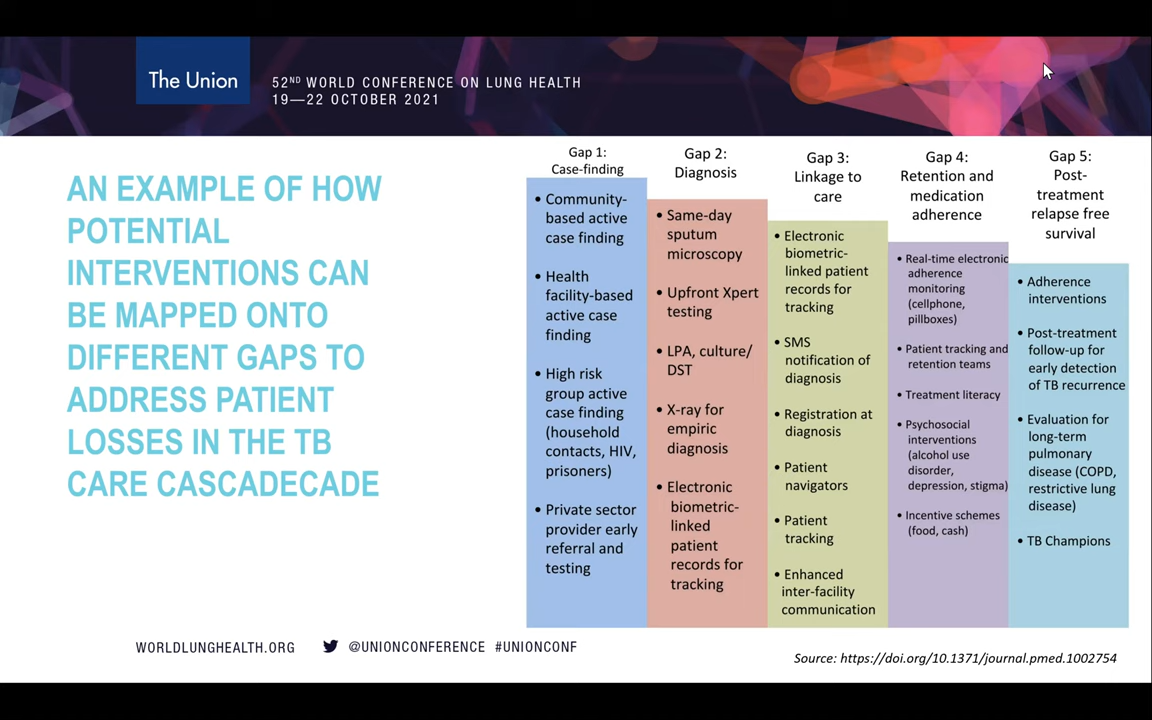 The Union
52ND WORLD CONFERENCE ON LUNG HEALTH
19—22 OCTOBER 2021
AN EXAMPLE OF HOW
POTENTIAL
INTERVENTIONS CAN
BE MAPPED ONTO
DIFFERENT GAPS TO
ADDRESS PATIENT
LOSSES IN THE TB
CARE CASCADECADE
Gap 1:
Case-finding
• Community-
based active
case finding
• Health
facility-based
active case
finding
• High risk
group active
case finding
(household
contacts, HIV,
prisoners)
• Private sector
provider early
referral and
testing
Gap 2:
Diagnosis
• Same-day
sputum
microscopy
• Upfront Xpert
testing
• LPA, culture/
DST
• X-ray for
empiric
diagnosis
• Electronic
biometric-
linked
patient
records for
tracking
Gap 3:
Linkage to
care
• Electronic
biometric-
linked patient
records for
tracking
• SMS
notification of
diagnosis
• Registration at
diagnosis
• Patient
navigators
• Patient
tracking
• Enhanced
inter-facility
communication
Gap 4:
Retention and
medication
adherence
• Real-time electronic
adherence
monitoring
(cellphone,
pillboxes)
• Patient tracking and
retention teams
• Treatment literacy
• Psychosocial
interventions
(alcohol use
disorder,
depression, stigma)
• Incentive schemes
(food, cash)
Gap 5:
Post-
treatment
relapse free
survival
• Adherence
interventions
• Post-treatment
follow-up for
early detection
of TB recurrence
• Evaluation for
long-term
pulmonary
disease (COPD,
restrictive lung
disease)
• TB Champions
WORLDLUNGHEALTH.ORG
@UNIONCONFERENCE #UNIONCONF
Source: https://doi.org/10.1371/journal.pmed.1002754